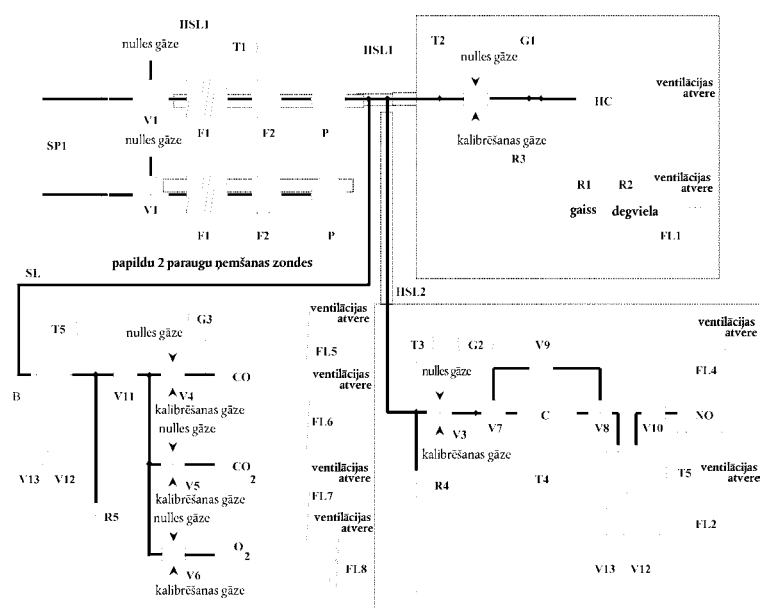 HSL1
nulles gāze
T1
V1
F1
F2
P
SP1
nulles gāze
V1
F1
F2
P
papildu 2 paraugu ņemšanas zondes
HSL1
T2
G1
nulles gāze
ventilācijas
atvere
HC
kalibrēšanas gāze
R3
ventilācijas
atvere
R1
R2
gaiss
degviela
FL1
SL
HSL2
T5
G3
nulles gāze
ventilācijas
atvere
FL5
B
V11
V4
CO
ventilācijas
atvere
kalibrēšanas gāze
nulles gāze
FL6
V13
V12
V5
CO
2
ventilācijas
atvere
kalibrēšanas gāze
FL7
R5
nulles gāze
ventilācijas
atvere
O
2
V6
FL8
kalibrēšanas gāze
T3
G2
V9
ventilācijas
atvere
nulles gāze
FL4
V3
V7
C
V8
V10
NO
kalibrēšanas gāze
R4
T4
T5
ventilācijas
atvere
FL2
V13
V12